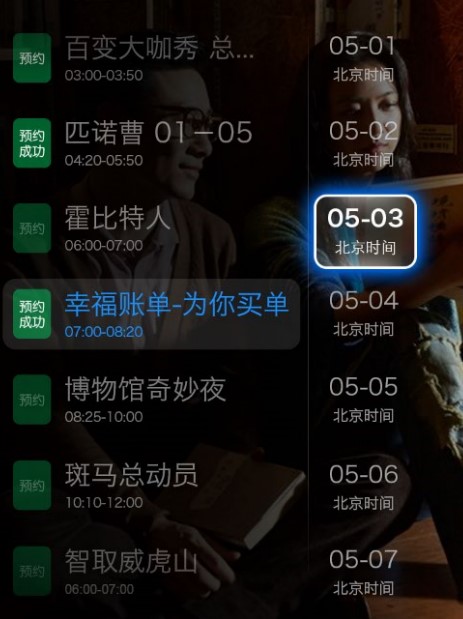 预约
百变大咖秀 总...
03:00-03:50
05-01
北京时间
预约
成功
匹诺曹 01—05
04:20-05:50
05-02
北京时间
预约
霍比特人
06:00-07:00
05-03
北京时间
预约
成功
幸福账单-为你买单
07:00-08:20
05-04
北京时间
预约
博物馆奇妙夜
08:25-10:00
05-05
北京时间
预约
斑马总动员
10:10-12:00
05-06
北京时间
预约
智取威虎山
06:00-07:00
05-07
北京时间